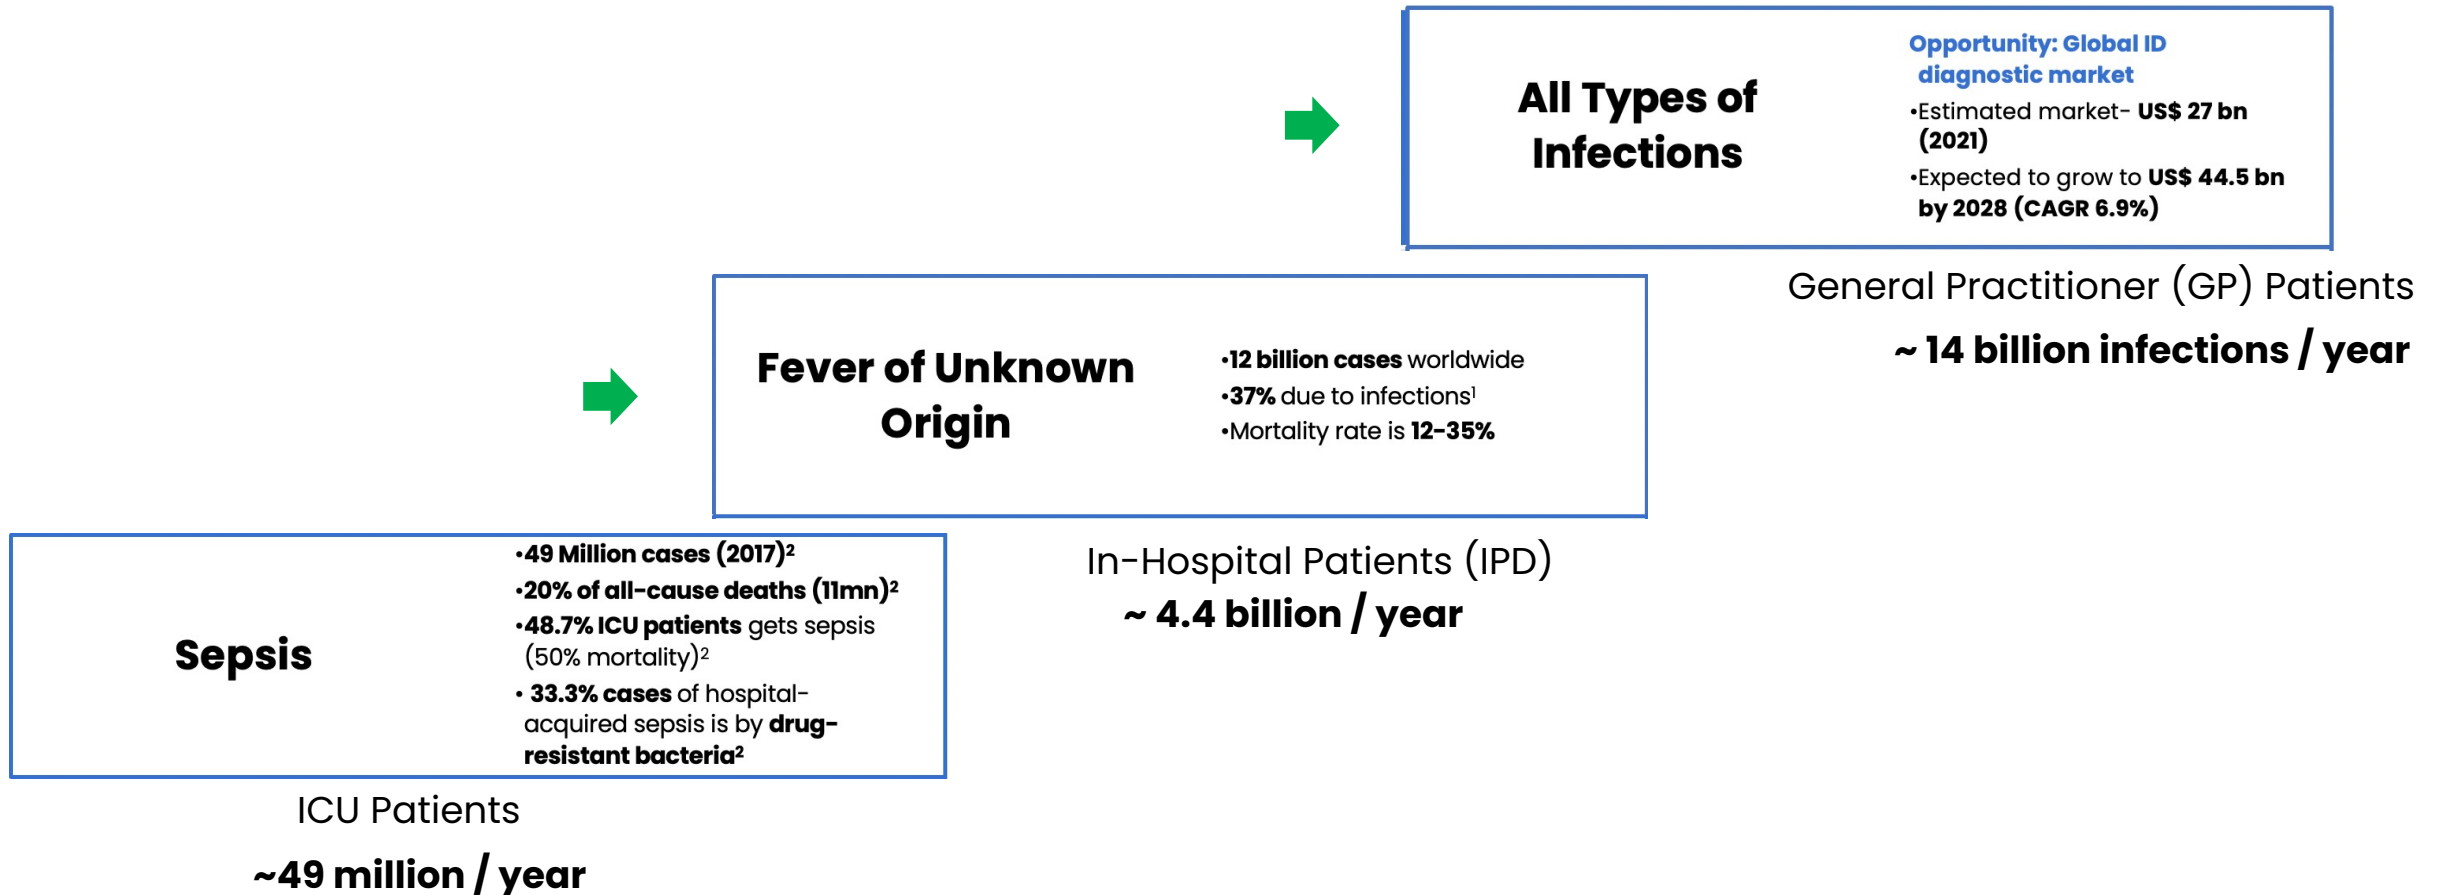 Opportunity: Global ID
diagnostic market
•Estimated market- US$ 27 bn
(2021)
•Expected to grow to US$ 44.5 bn
by 2028 (CAGR 6.9%)
All Types of
Infections
General Practitioner (GP) Patients
~ 14 billion infections / year
Fever of Unknown
Origin
•12 billion cases worldwide
•37% due to infections¹
•Mortality rate is 12-35%
In-Hospital Patients (IPD)
~ 4.4 billion / year
Sepsis
•49 Million cases (2017)²
•20% of all-cause deaths (11mn)²
•48.7% ICU patients gets sepsis
(50% mortality)²
• 33.3% cases of hospital-
acquired sepsis is by drug-
resistant bacteria²
ICU Patients
~49 million / year